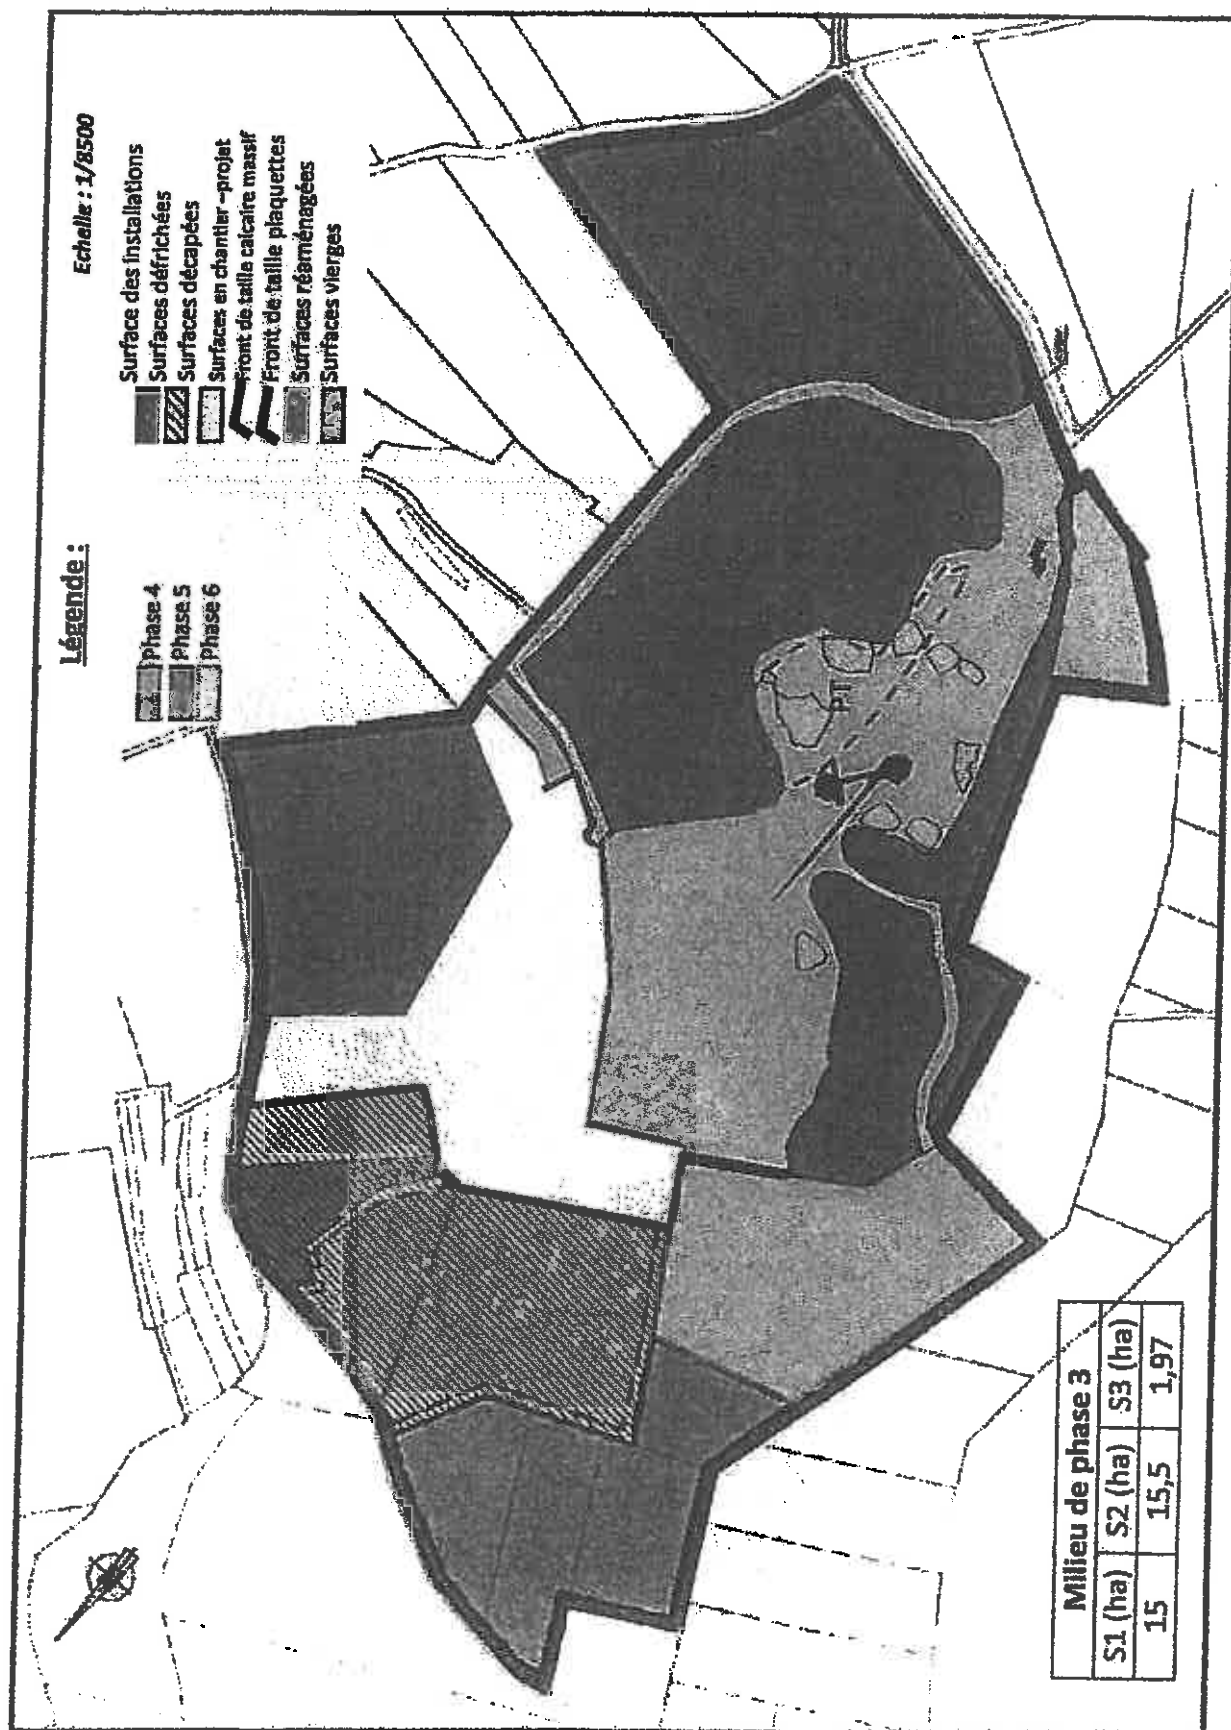 Echelle : 1/8500
Légende :
Phase 4
Phase 5
Phase 6
Surface des installations
Surfaces défrichées
Surfaces décapées
Surfaces en chantier -projet
Front de taille calcaire massif
Front de taille plaquettes
Surfaces réaménagées
Surfaces vierges
PT
Milieu de phase 3
S1 (ha) S2 (ha) S3 (ha)
15 15,5 1,97